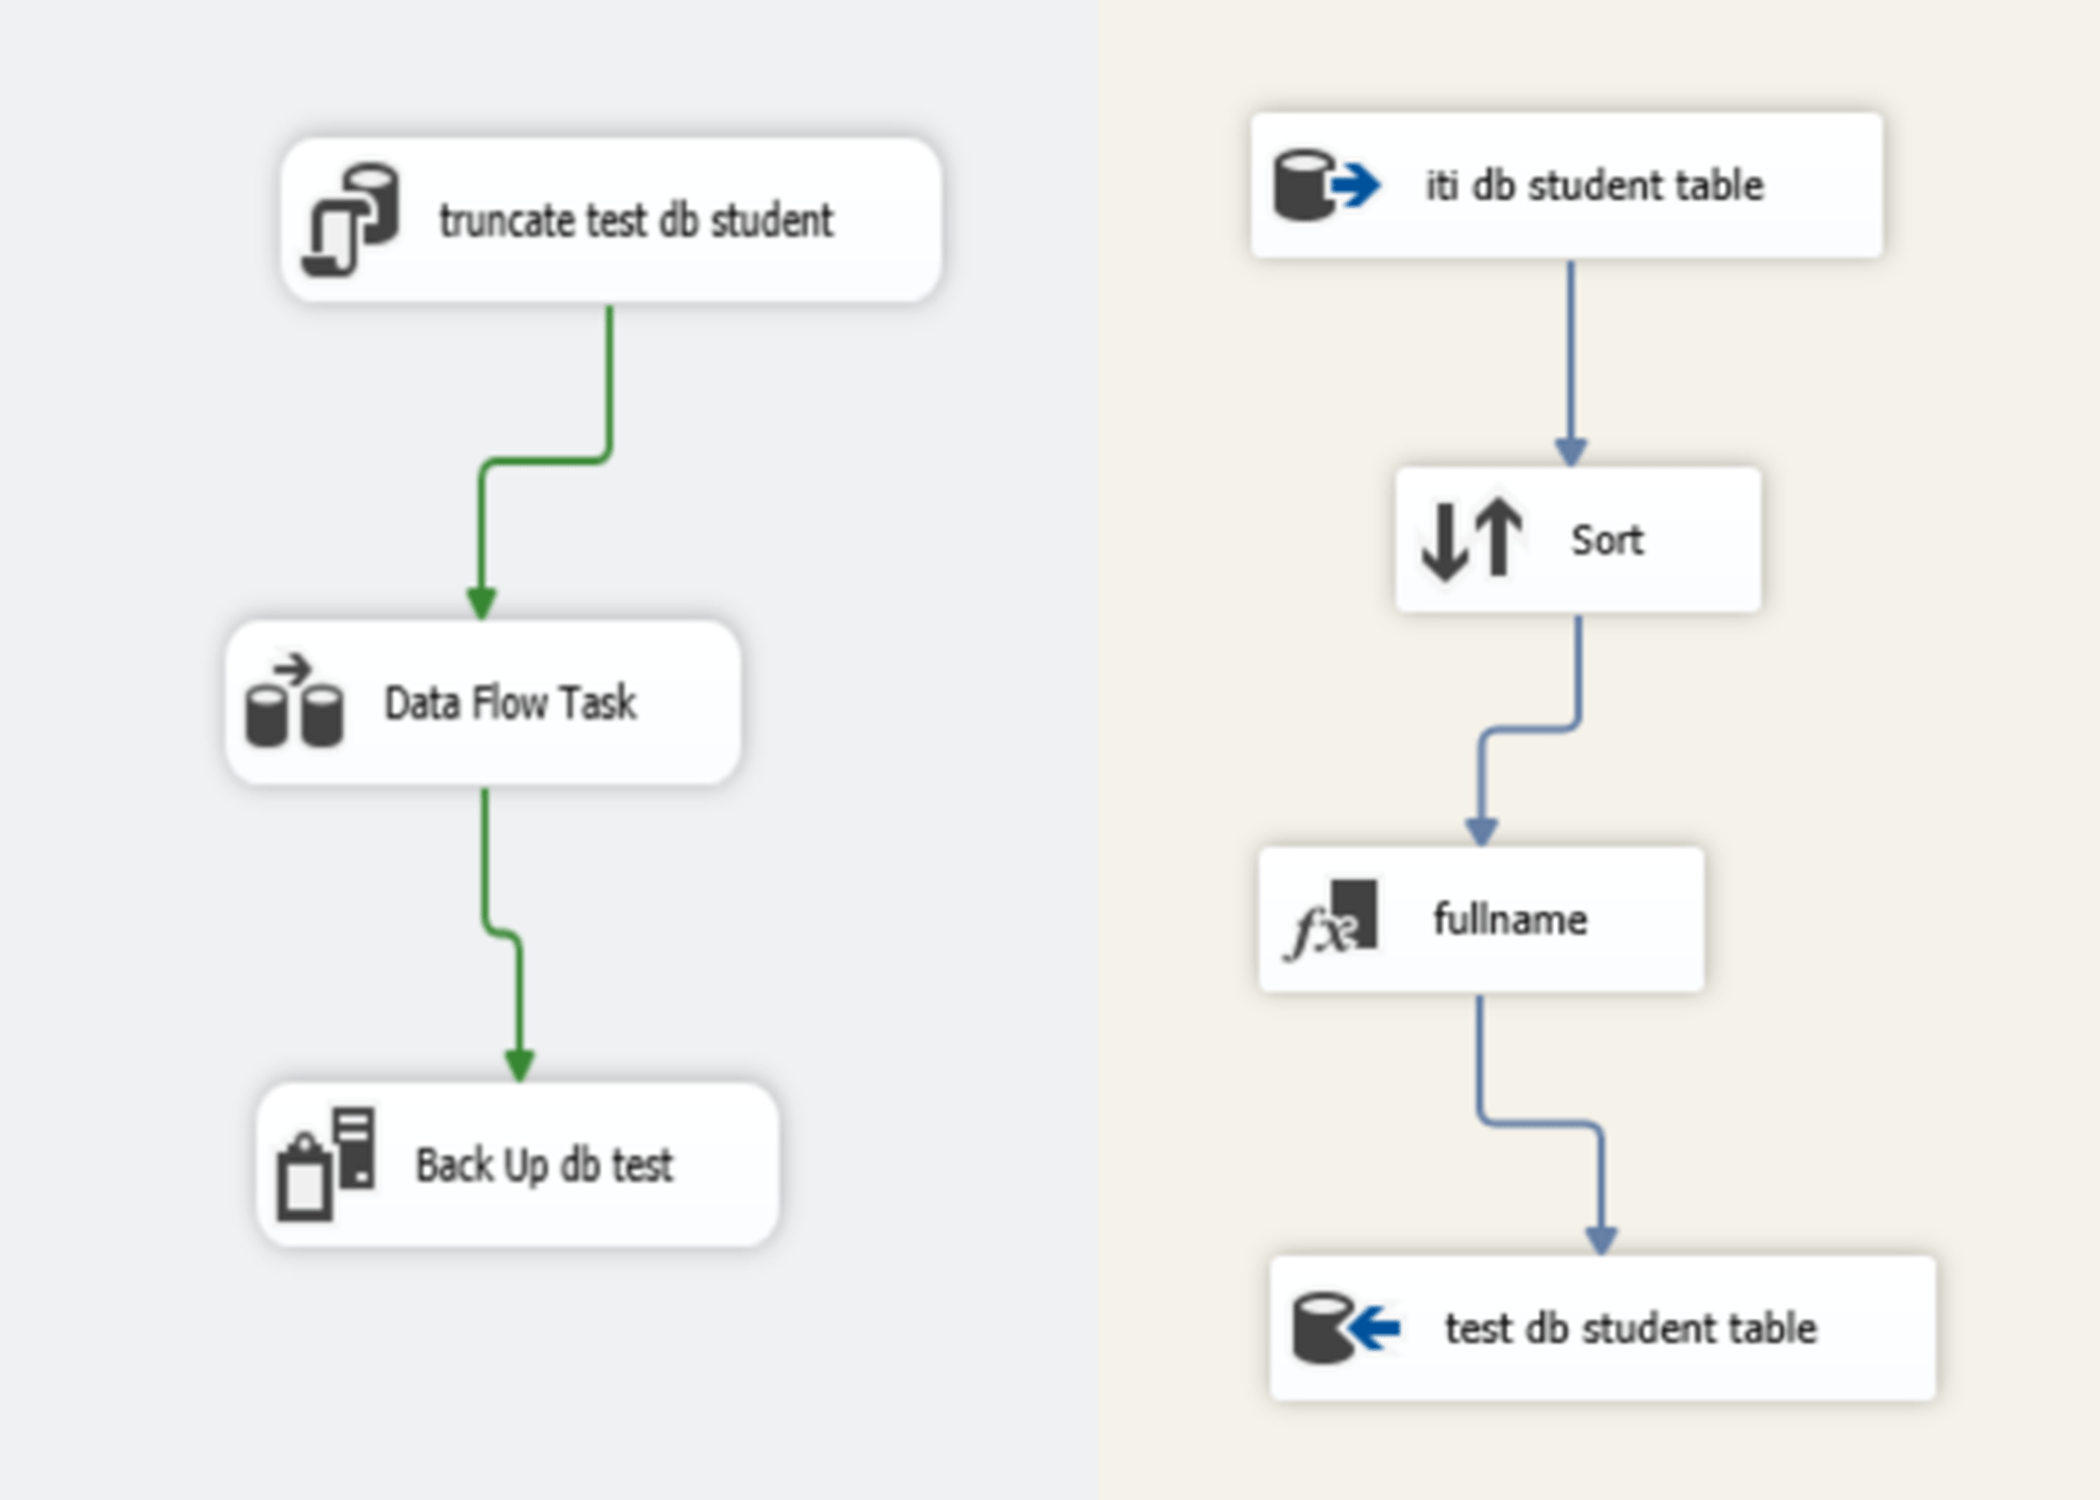 truncate test db student
Data Flow Task
Back Up db test
iti db student table
Sort
fx
fullname
test db student table